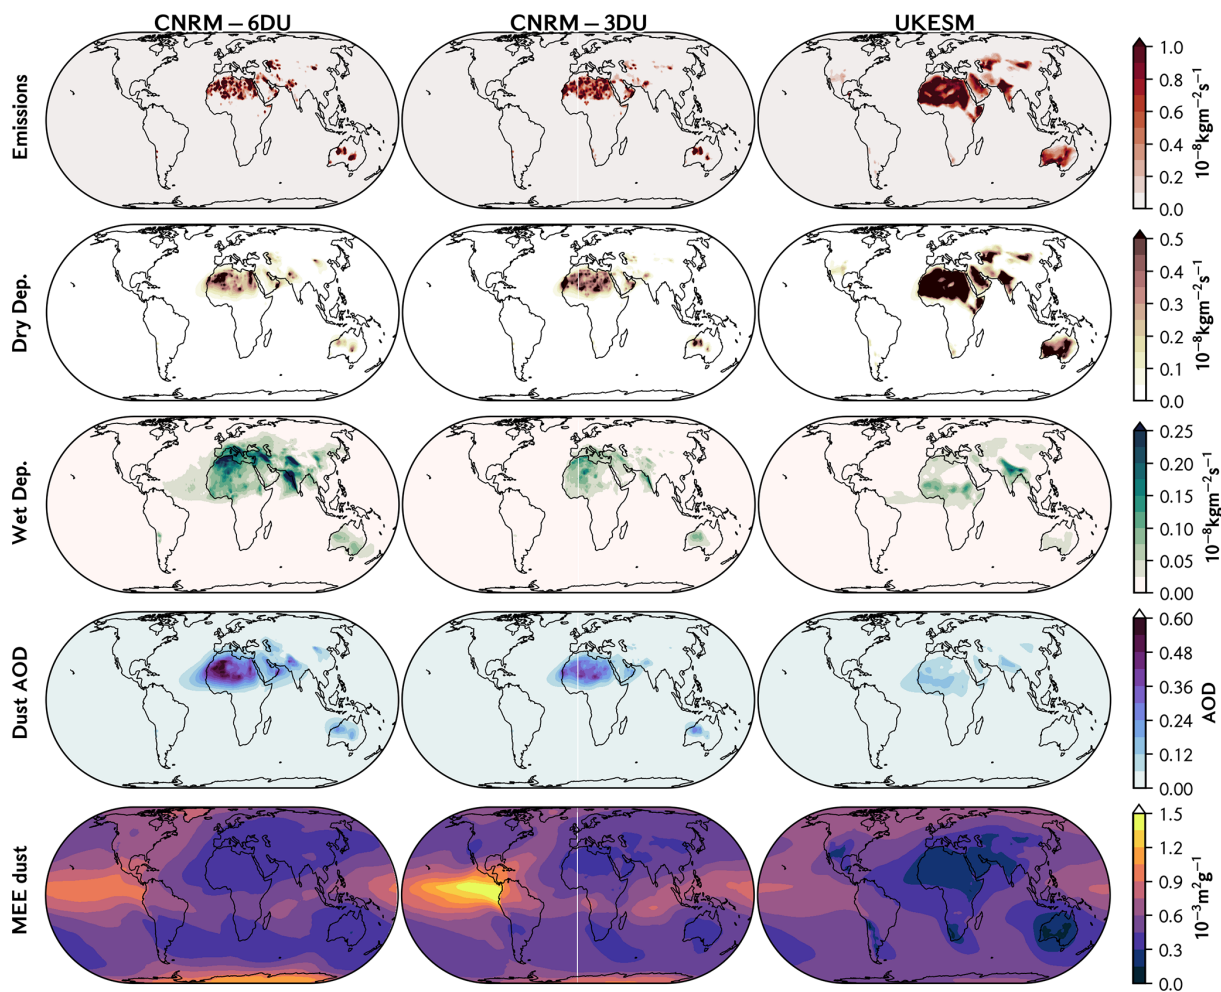 CNRM – 6DU CNRM – 3DU UKESM
Emissions
1.0
0.8
0.6
0.4
0.2
0.0
10⁻⁸kgm⁻²s⁻¹
Dry Dep.
0.5
0.4
0.3
0.2
0.1
0.0
10⁻⁸kgm⁻²s⁻¹
Wet Dep.
0.25
0.20
0.15
0.10
0.05
0.00
10⁻⁸kgm⁻²s⁻¹
Dust AOD
0.60
0.48
0.36
0.24
0.12
0.00
AOD
MEE dust
1.5
1.2
0.9
0.6
0.3
0.0
10⁻³m²g⁻¹